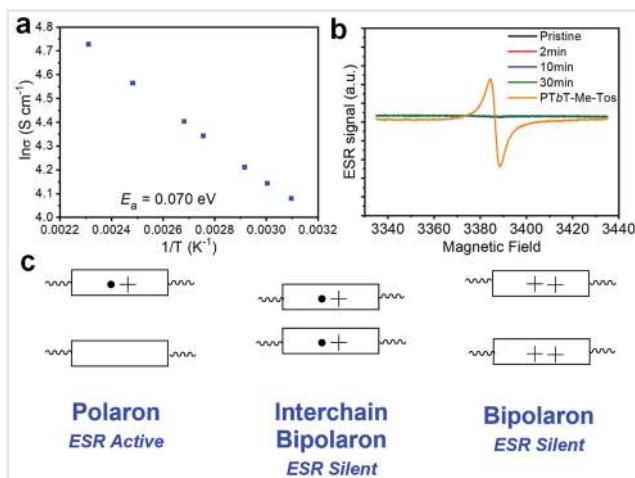 a
4.8
4.7
4.6
4.5
4.4
4.3
4.2
4.1
4.0
lnσ (S cm⁻¹)
Eₐ = 0.070 eV
0.0022 0.0024 0.0026 0.0028 0.0030 0.0032
1/T (K⁻¹)
b
Pristine
2min
10min
30min
PTbT-Me-Tos
ESR signal (a.u.)
3340 3360 3380 3400 3420 3440
Magnetic Field
c
Polaron
ESR Active
Interchain
Bipolaron
ESR Silent
Bipolaron
ESR Silent